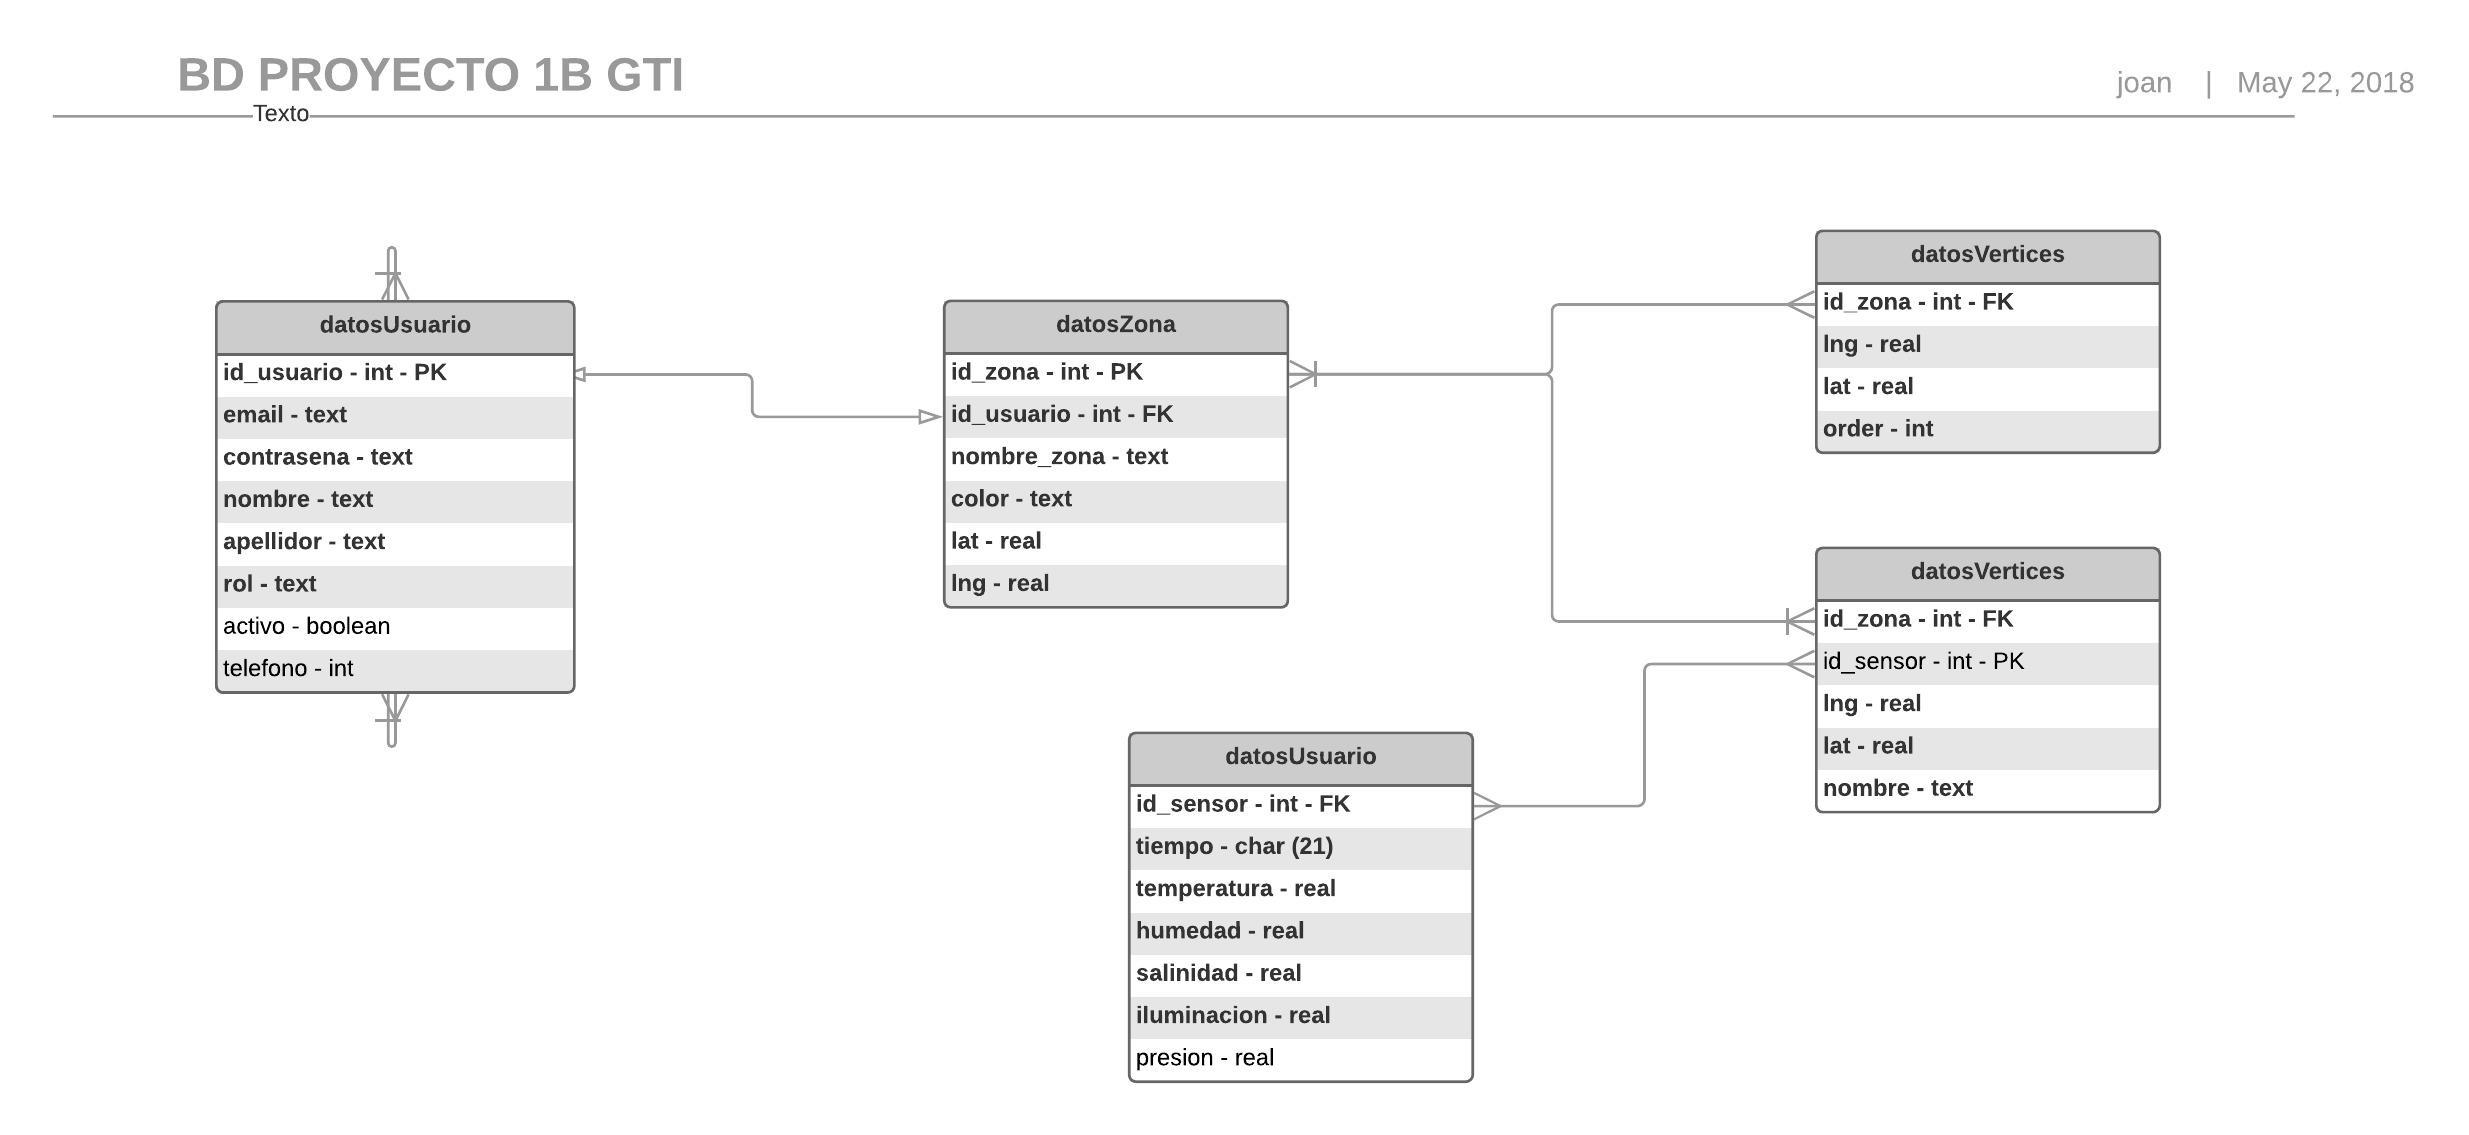 BD PROYECTO 1B GTI
joan | May 22, 2018
Texto
datosUsuario
id_usuario - int - PK
email - text
contrasena - text
nombre - text
apellidor - text
rol - text
activo - boolean
telefono - int
datosZona
id_zona - int - PK
id_usuario - int - FK
nombre_zona - text
color - text
lat - real
lng - real
datosVertices
id_zona - int - FK
lng - real
lat - real
order - int
datosVertices
id_zona - int - FK
id_sensor - int - PK
lng - real
lat - real
nombre - text
datosUsuario
id_sensor - int - FK
tiempo - char (21)
temperatura - real
humedad - real
salinidad - real
iluminacion - real
presion - real